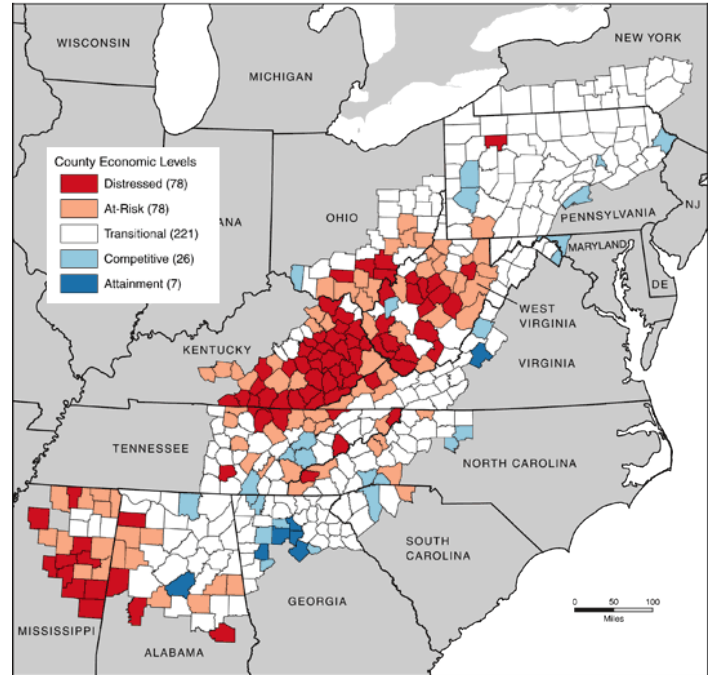 WISCONSIN
MICHIGAN
NEW YORK
County Economic Levels
Distressed (78)
At-Risk (78)
Transitional (221)
Competitive (26)
Attainment (7)
ANA
OHIO
PENNSYLVANIA
NJ
MARYLAND
DE
WEST
VIRGINIA
VIRGINIA
KENTUCKY
TENNESSEE
NORTH CAROLINA
SOUTH
CAROLINA
GEORGIA
MISSISSIPPI
ALABAMA
0 50 100
Miles